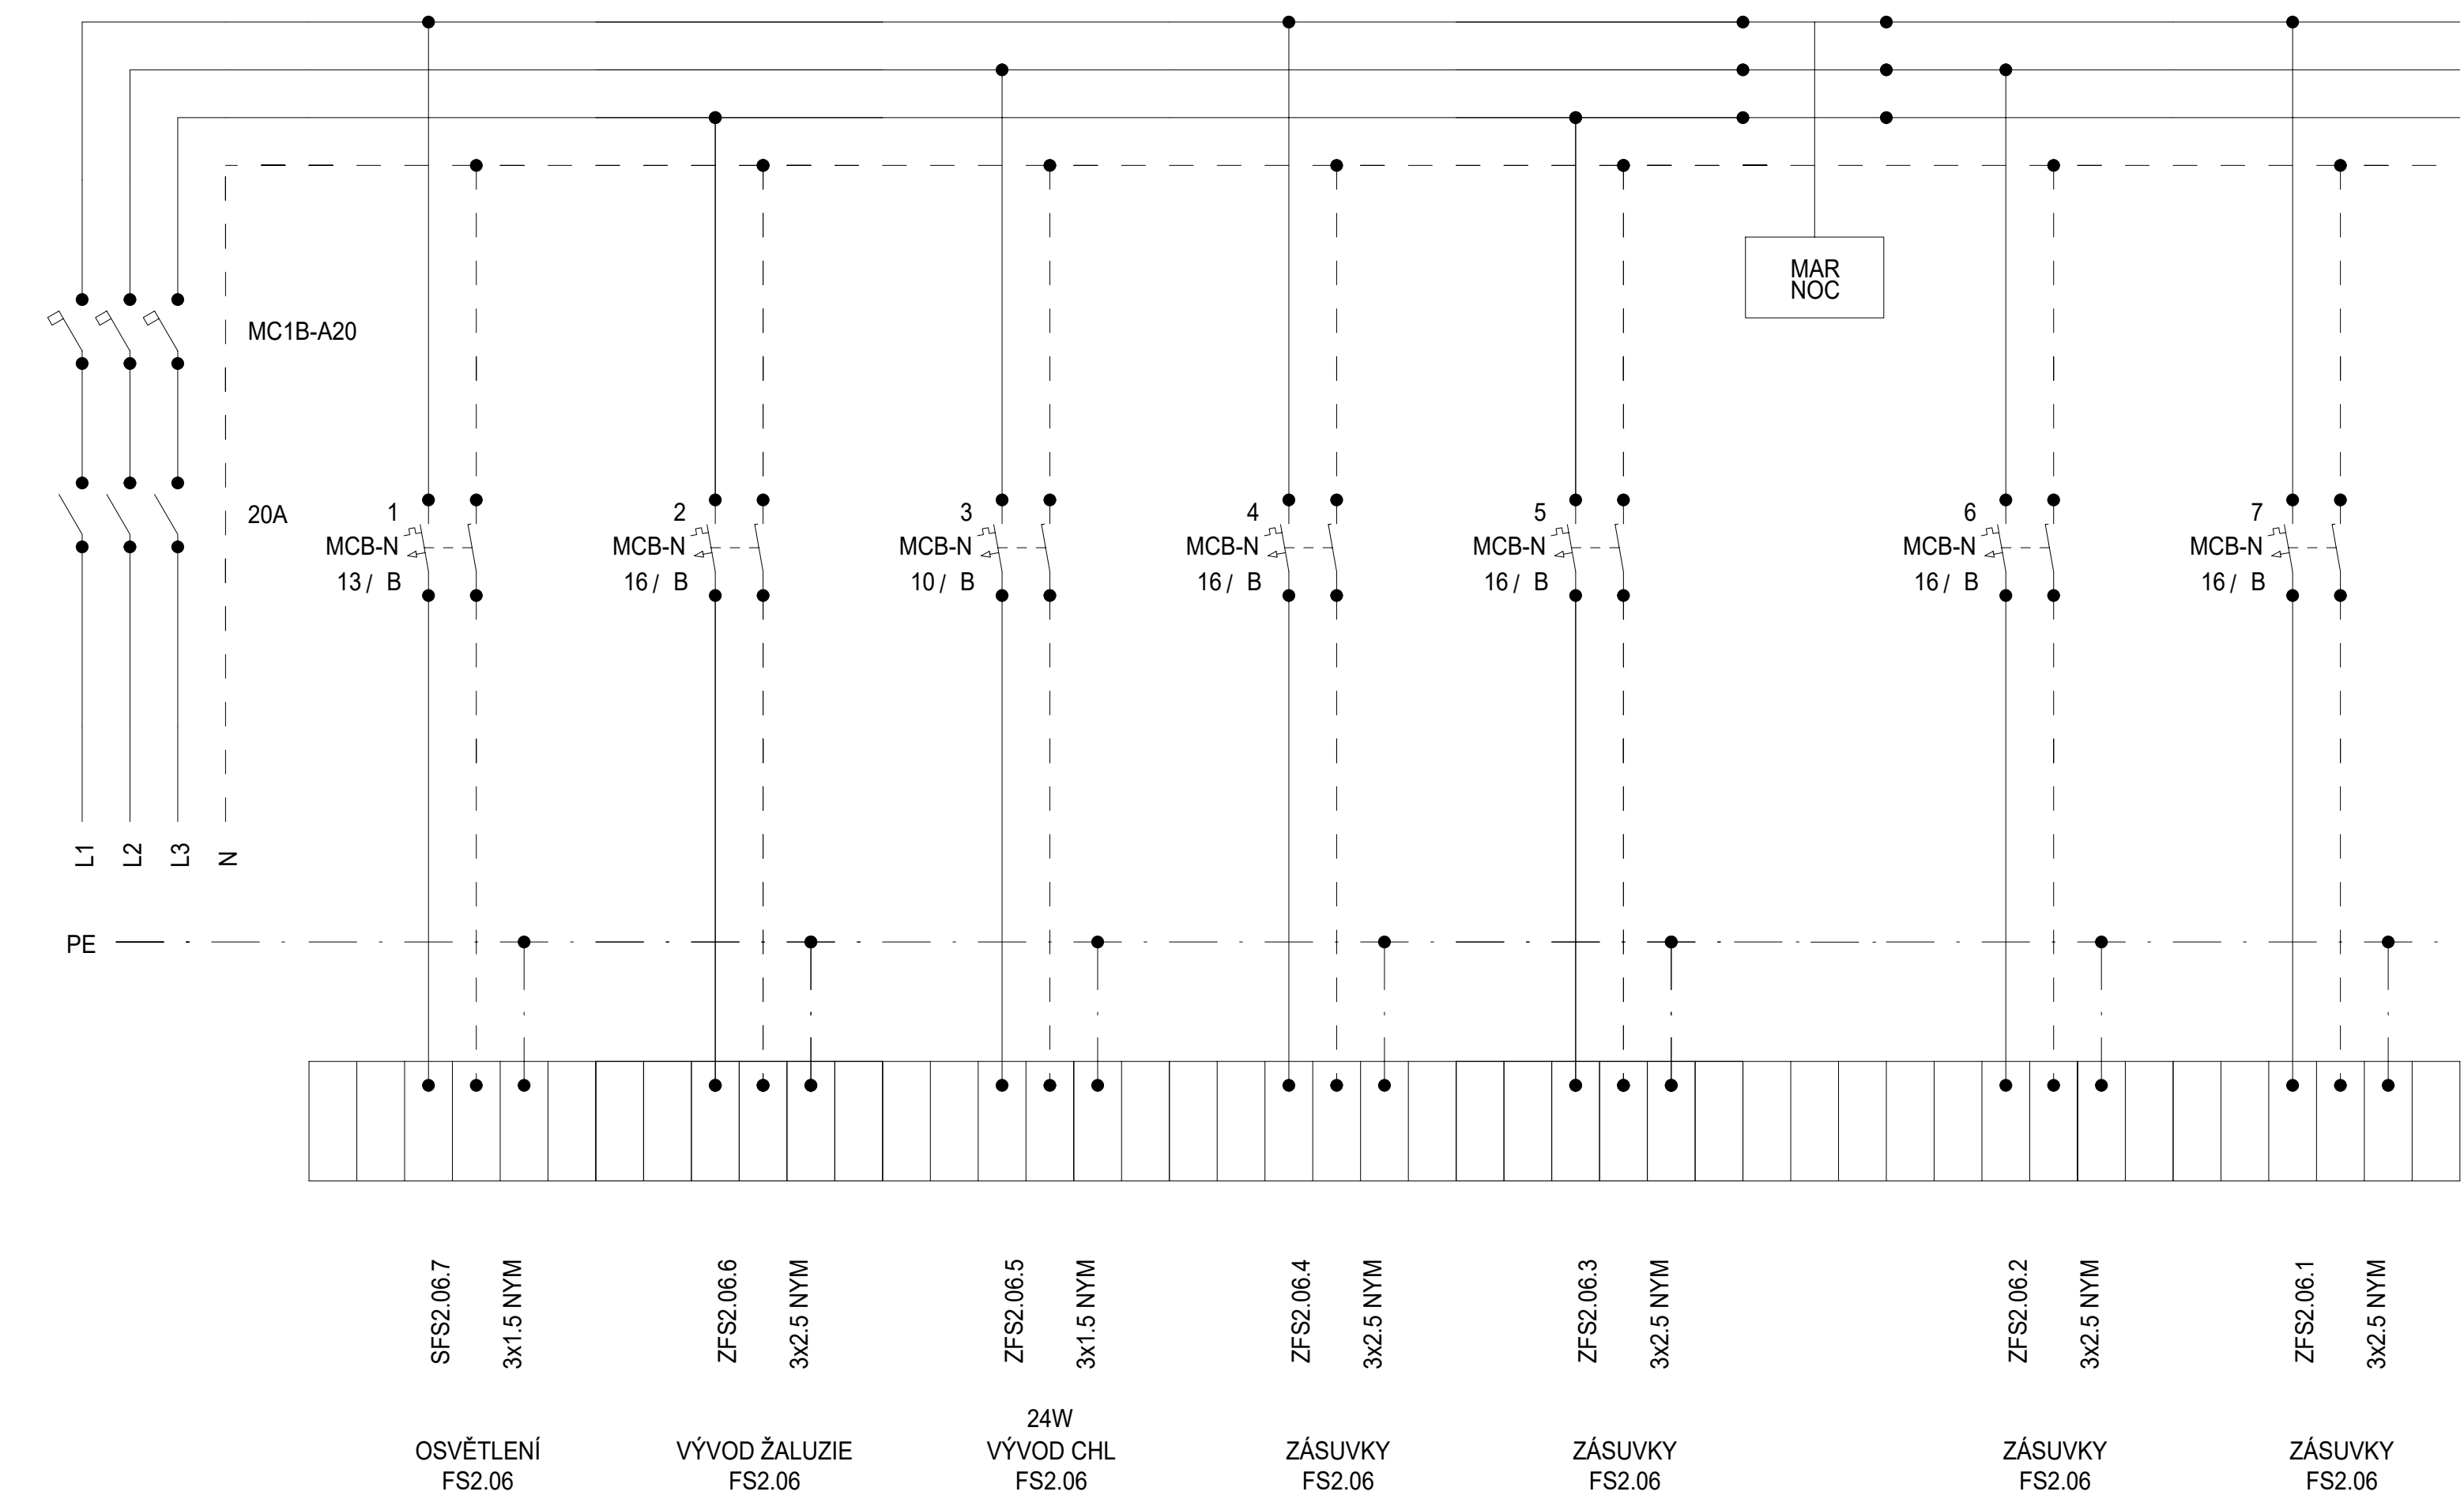 MAR
NOC
MC1B-A20
20A
1
MCB-N
13 / B
2
MCB-N
16 / B
3
MCB-N
10 / B
4
MCB-N
16 / B
5
MCB-N
16 / B
6
MCB-N
16 / B
7
MCB-N
16 / B
L1
L2
L3
N
PE
SFS2.06.7
3x1.5 NYM
ZFS2.06.6
3x2.5 NYM
ZFS2.06.5
3x1.5 NYM
ZFS2.06.4
3x2.5 NYM
ZFS2.06.3
3x2.5 NYM
ZFS2.06.2
3x2.5 NYM
ZFS2.06.1
3x2.5 NYM
OSVĚTLENÍ
FS2.06
VÝVOD ŽALUZIE
FS2.06
24W
VÝVOD CHL
FS2.06
ZÁSUVKY
FS2.06
ZÁSUVKY
FS2.06
ZÁSUVKY
FS2.06
ZÁSUVKY
FS2.06